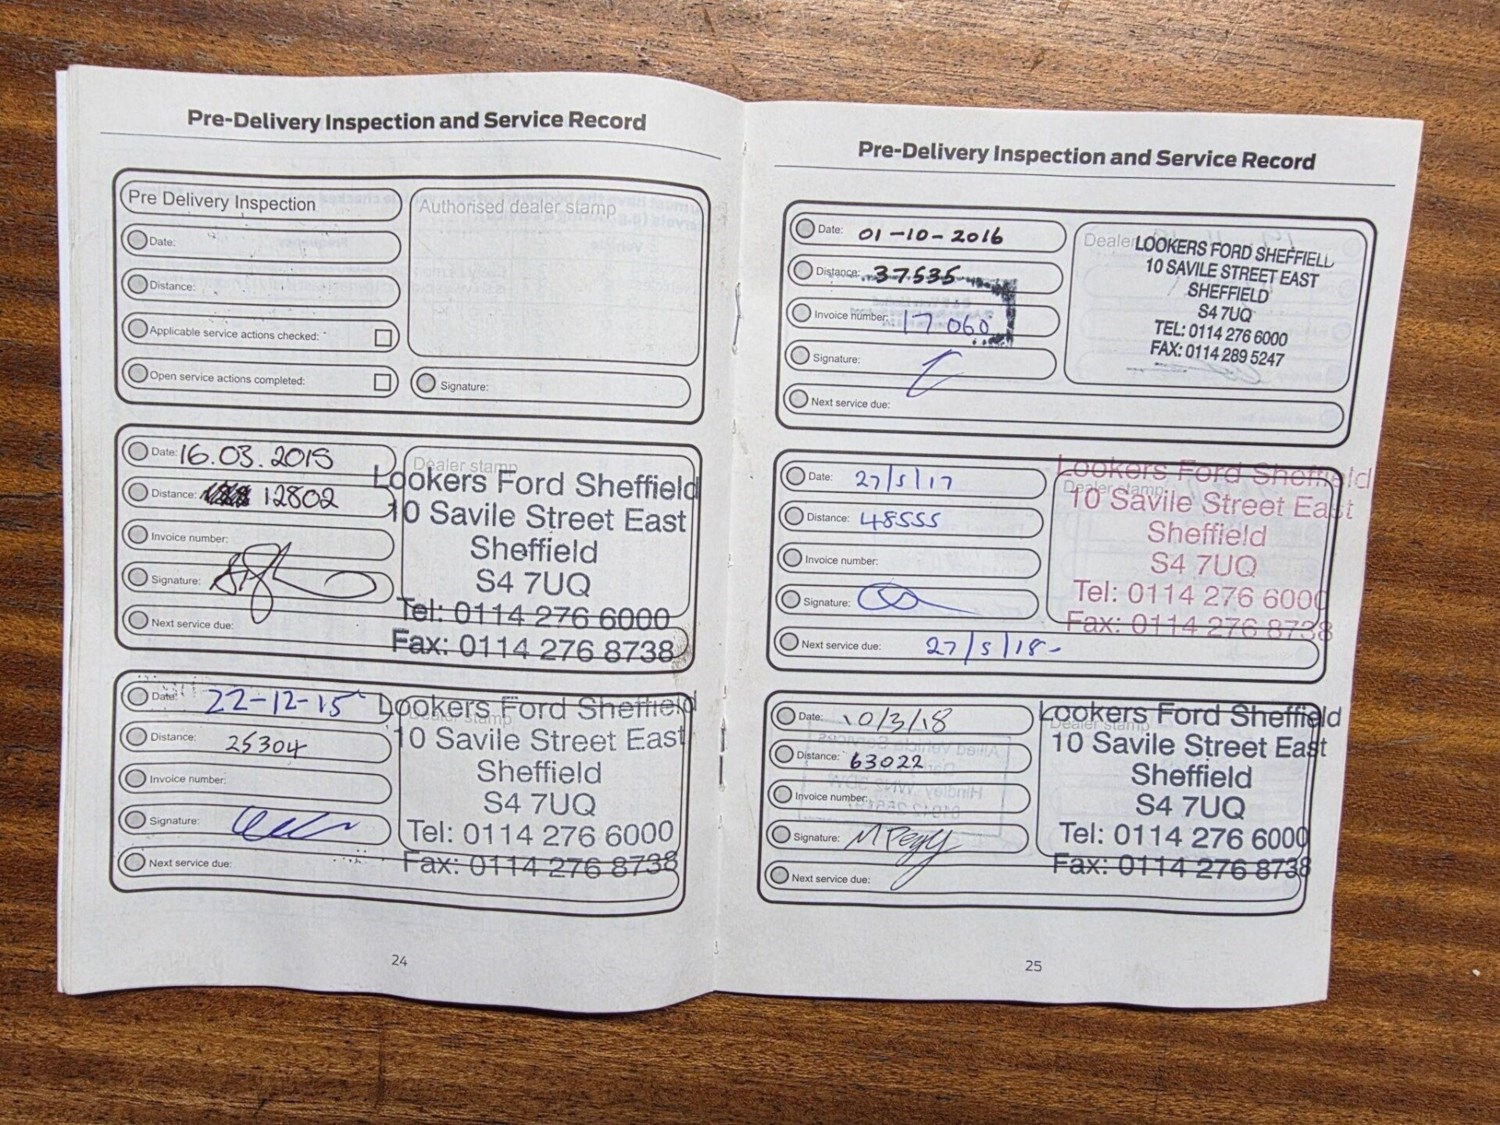 Pre-Delivery Inspection and Service Record
Pre Delivery Inspection
Authorised dealer stamp
Date:
Distance:
Applicable service actions checked:
Open service actions completed:
Signature:
Date: 16.03.2015
Distance: 12802
Invoice number:
Signature:
Next service due:
Dealer stamp
Lookers Ford Sheffield
10 Savile Street East
Sheffield
S4 7UQ
Tel: 0114 276 6000
Fax: 0114 276 8738
Date: 22-12-15
Distance: 25304
Invoice number:
Signature:
Next service due:
Dealer stamp
Lookers Ford Sheffield
10 Savile Street East
Sheffield
S4 7UQ
Tel: 0114 276 6000
Fax: 0114 276 8738
24
Pre-Delivery Inspection and Service Record
Date: 01-10-2016
Distance: 37535
Invoice number: 17060
Signature:
Next service due:
Dealer
LOOKERS FORD SHEFFIELD
10 SAVILE STREET EAST
SHEFFIELD
S4 7UQ
TEL: 0114 276 6000
FAX: 0114 289 5247
Date: 27/5/17
Distance: 48555
Invoice number:
Signature:
Next service due: 27/5/18-
Dealer stamp
Lookers Ford Sheffield
10 Savile Street East
Sheffield
S4 7UQ
Tel: 0114 276 6000
Fax: 0114 276 8738
Date: 10/3/18
Distance: 63022
Invoice number:
Signature:
Next service due:
Dealer stamp
Lookers Ford Sheffield
10 Savile Street East
Sheffield
S4 7UQ
Tel: 0114 276 6000
Fax: 0114 276 8738
25